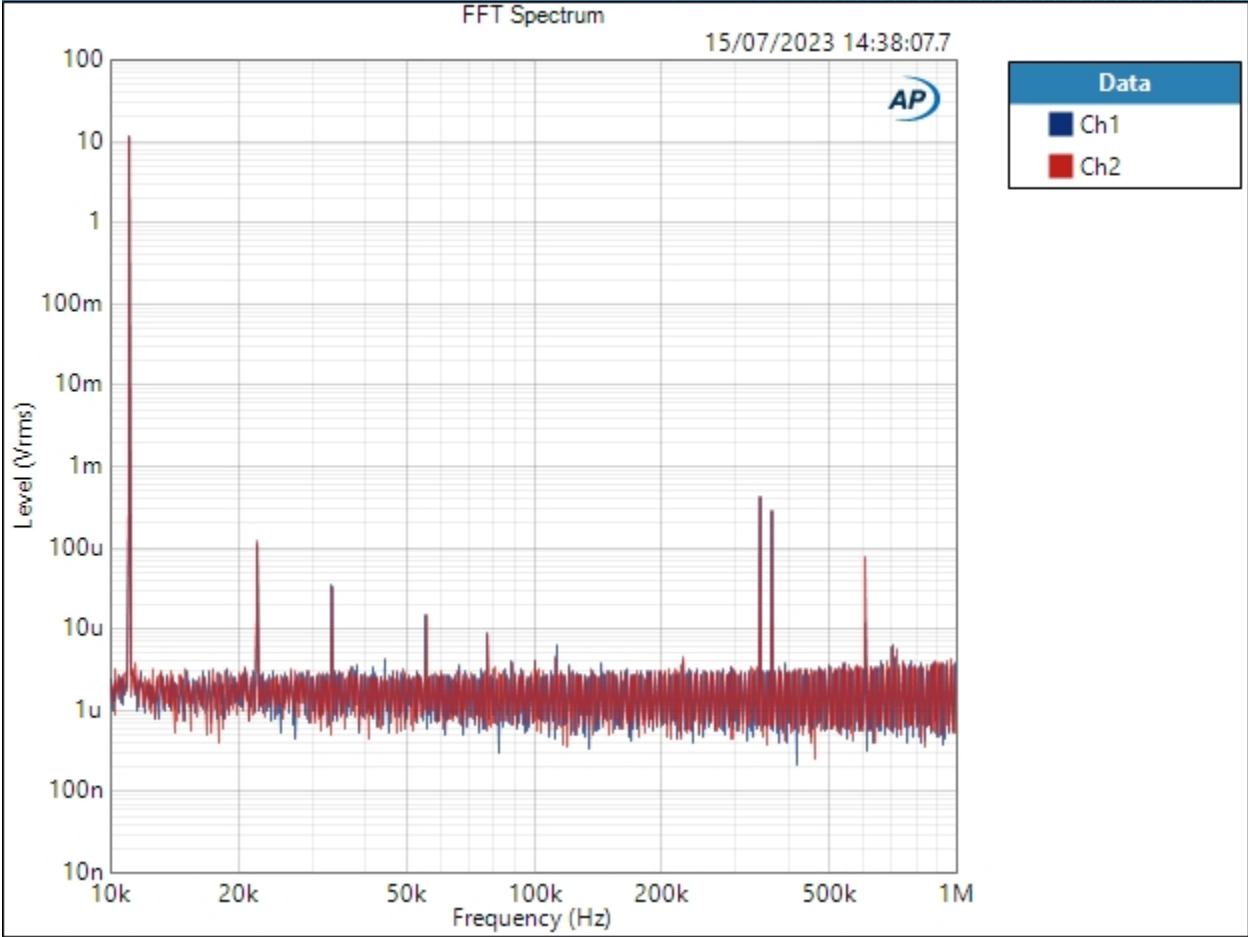 FFT Spectrum
15/07/2023 14:38:07.7
AP
Data
Ch1
Ch2
Level (Vrms)
100
10
1
100m
10m
1m
100u
10u
1u
100n
10n
10k 20k 50k 100k 200k 500k 1M
Frequency (Hz)